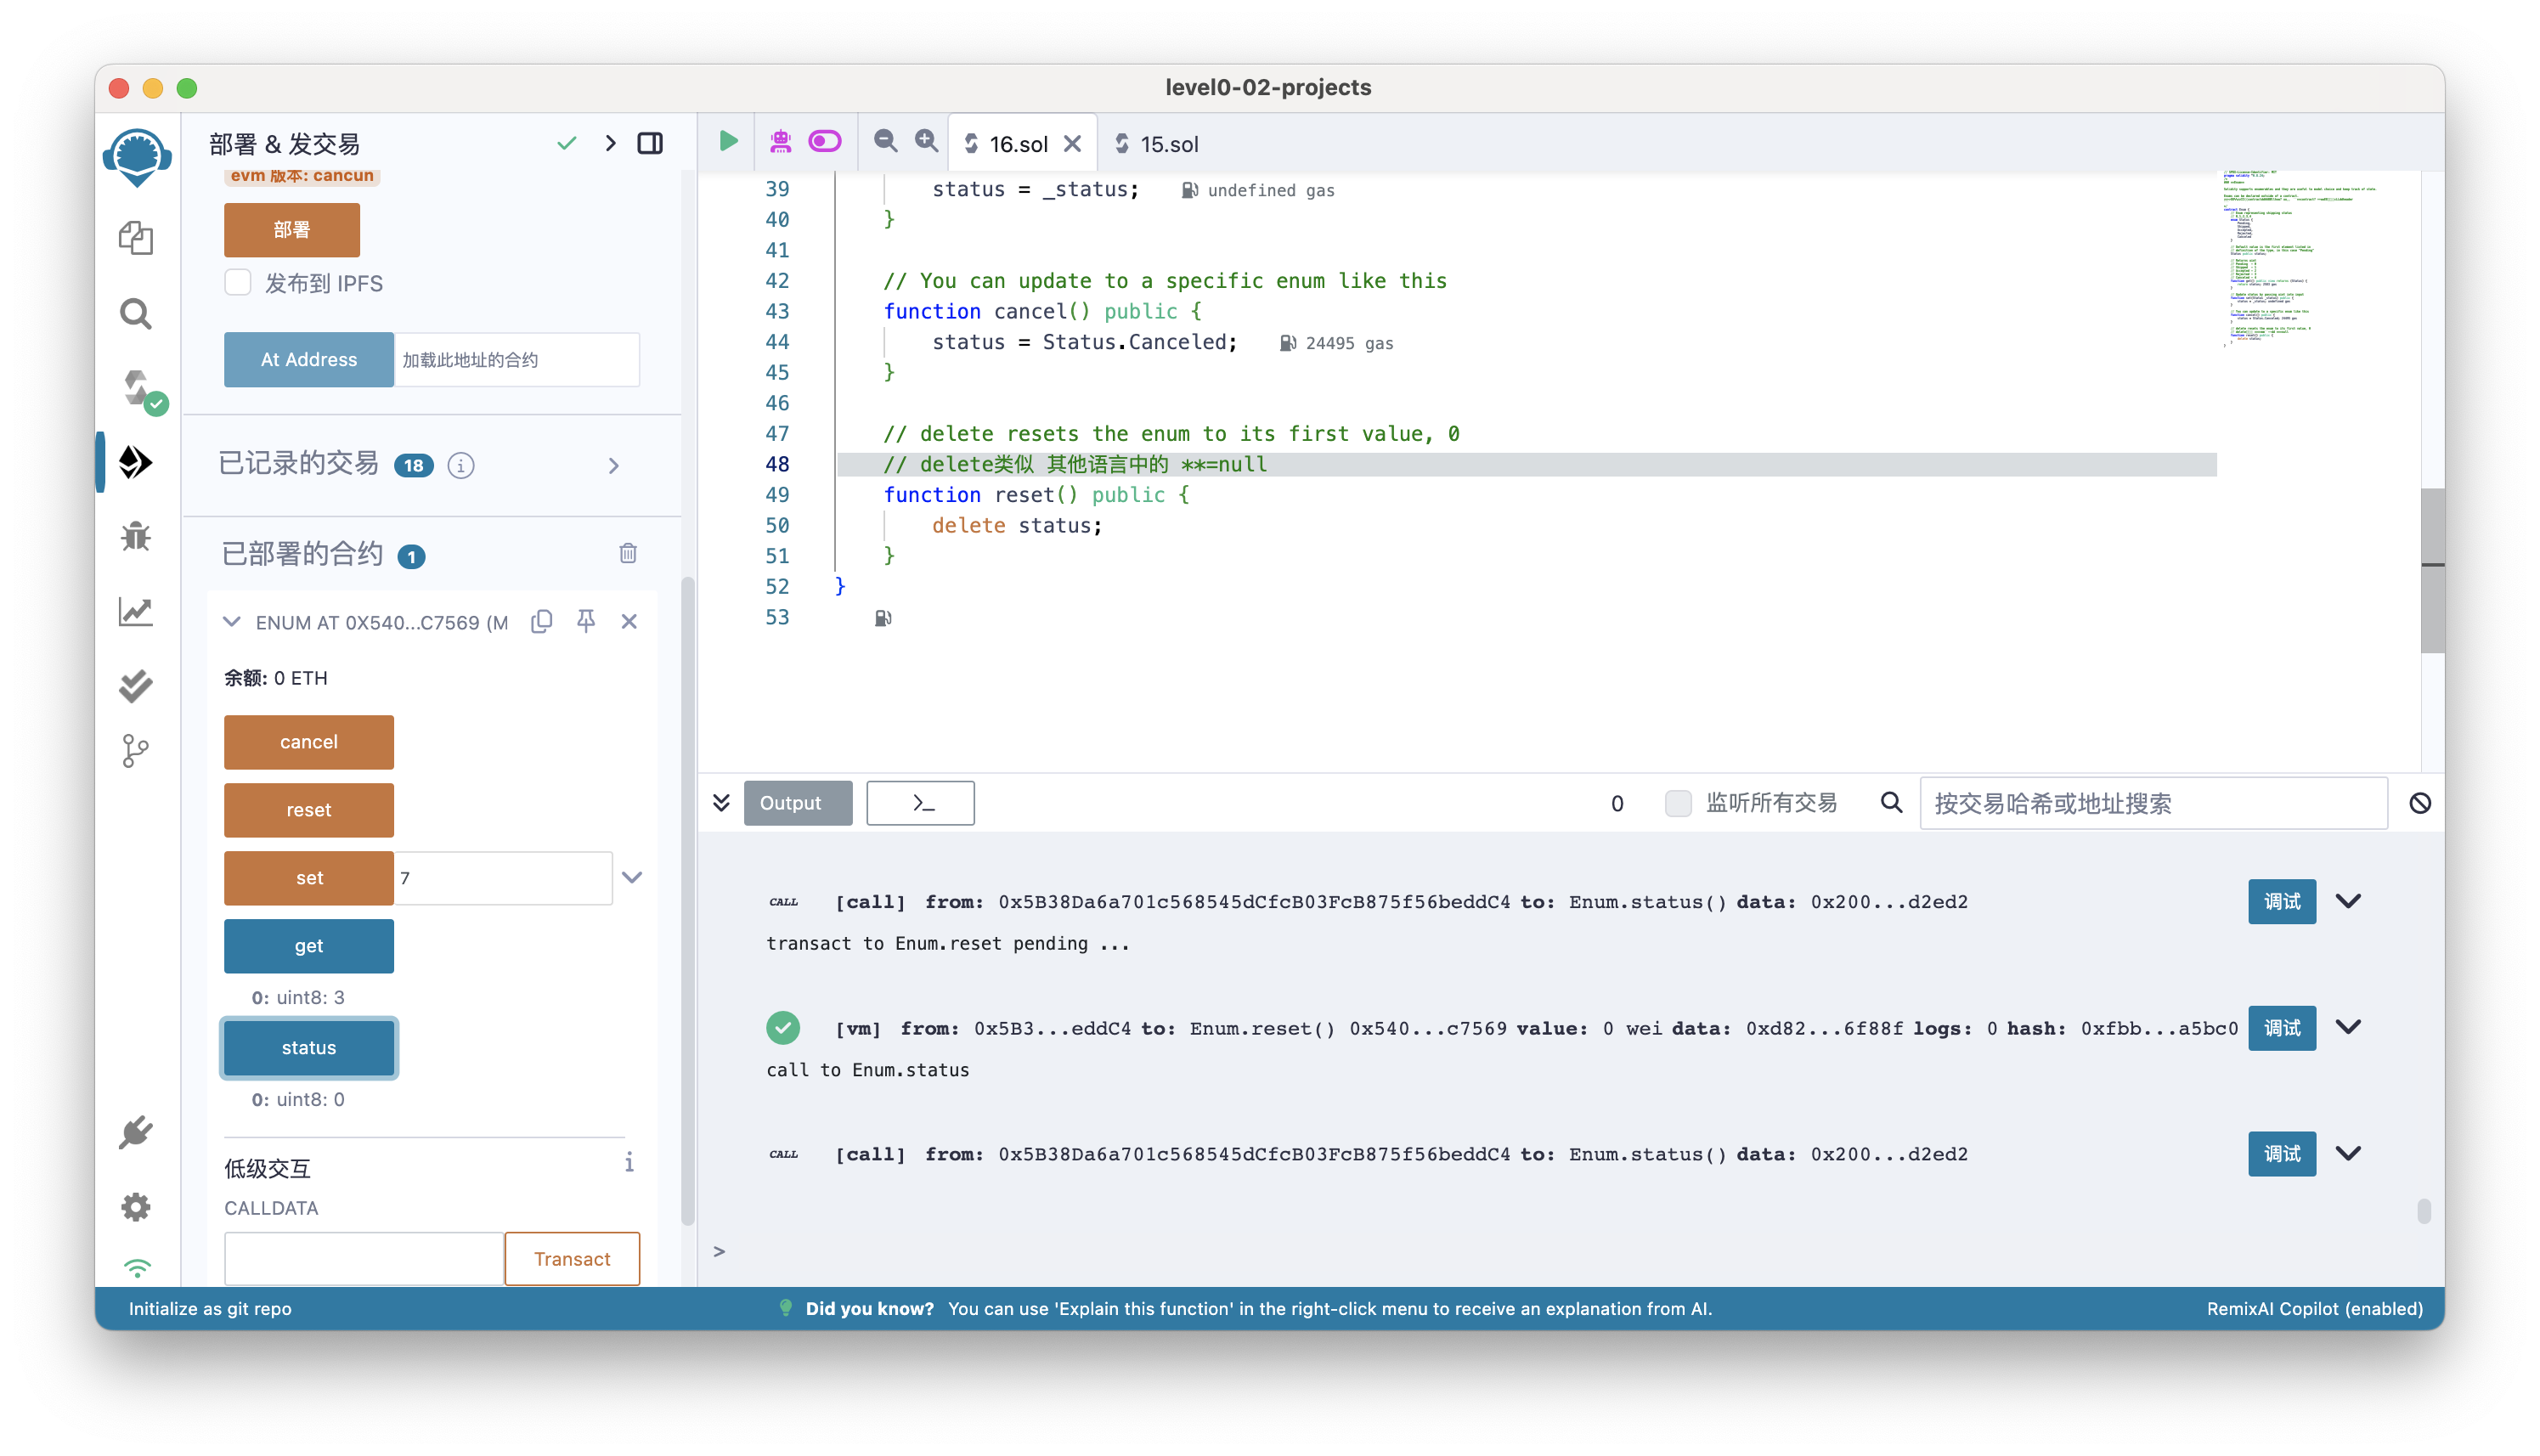 level0-02-projects
部署 & 发交易
evm 版本: cancun
部署
发布到 IPFS
At Address 加载此地址的合约
已记录的交易 18 i
已部署的合约 1
ENUM AT 0X540...C7569 (M
余额: 0 ETH
cancel
reset
set 7
get
0: uint8: 3
status
0: uint8: 0
低级交互 i
CALLDATA
Transact
16.sol 15.sol
39 status = _status; undefined gas
40 }
41
42 // You can update to a specific enum like this
43 function cancel() public {
44 status = Status.Canceled; 24495 gas
45 }
46
47 // delete resets the enum to its first value, 0
48 // delete类似 其他语言中的 **=null
49 function reset() public {
50 delete status;
51 }
52 }
53
Output >_ 0 监听所有交易 按交易哈希或地址搜索
CALL [call] from: 0x5B38Da6a701c568545dCfcB03FcB875f56beddC4 to: Enum.status() data: 0x200...d2ed2 调试
transact to Enum.reset pending ...
[vm] from: 0x5B3...eddC4 to: Enum.reset() 0x540...c7569 value: 0 wei data: 0xd82...6f88f logs: 0 hash: 0xfbb...a5bc0 调试
call to Enum.status
CALL [call] from: 0x5B38Da6a701c568545dCfcB03FcB875f56beddC4 to: Enum.status() data: 0x200...d2ed2 调试
>
Initialize as git repo
Did you know? You can use 'Explain this function' in the right-click menu to receive an explanation from AI.
RemixAI Copilot (enabled)